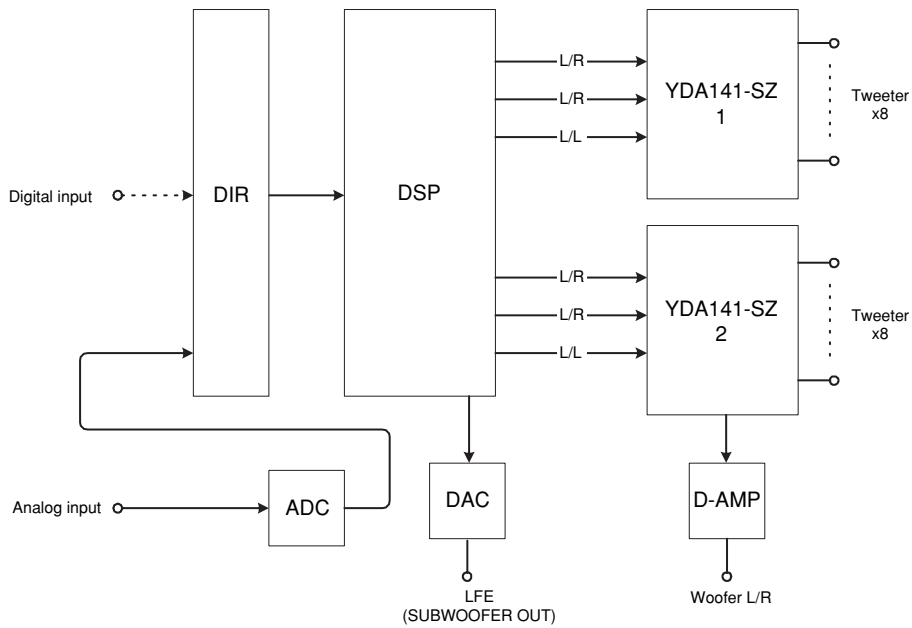 Digital input
DIR
DSP
L/R
L/R
L/L
YDA141-SZ
1
Tweeter
x8
L/R
L/R
L/L
YDA141-SZ
2
Tweeter
x8
Analog input
ADC
DAC
D-AMP
LFE
(SUBWOOFER OUT)
Woofer L/R